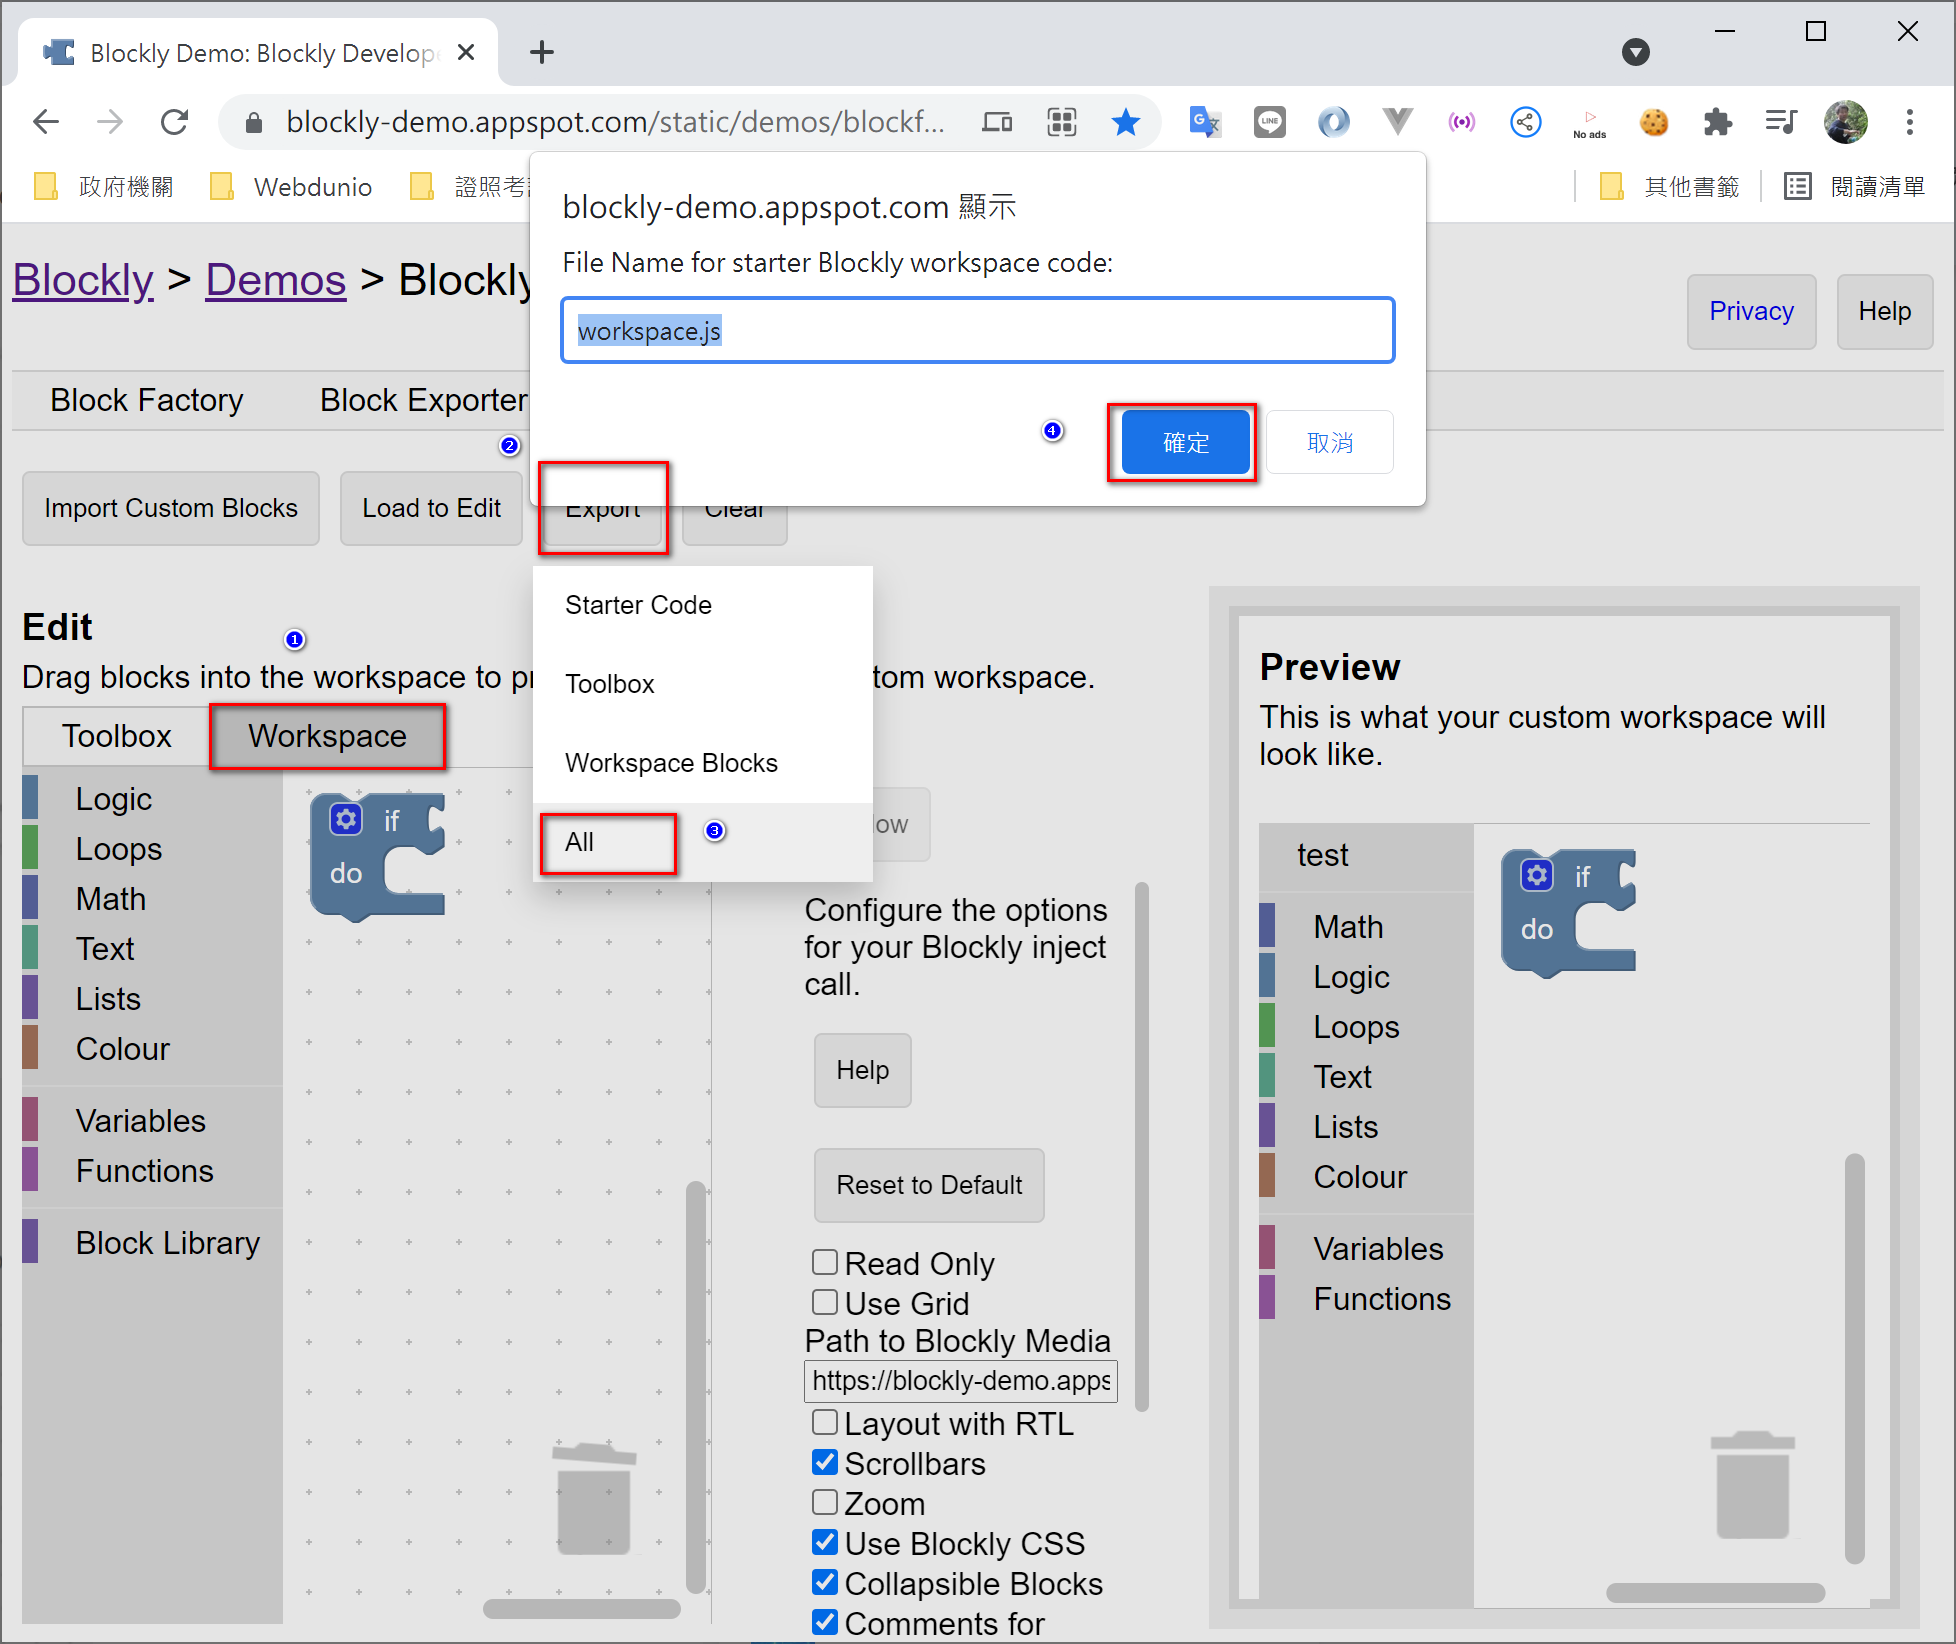 Blockly Demo: Blockly Develop
blockly-demo.appspot.com/static/demos/blockf...
LINE
No ads
政府機關
Webdunio
證照考
其他書籤
閱讀清單
blockly-demo.appspot.com 顯示
File Name for starter Blockly workspace code:
workspace.js
確定
取消
Blockly > Demos > Blockly
Privacy
Help
Block Factory
Block Exporter
2
4
Import Custom Blocks
Load to Edit
Export
Clear
Starter Code
Toolbox
Workspace Blocks
All
3
Edit
1
Drag blocks into the workspace to
tom workspace.
Toolbox
Workspace
Logic
Loops
Math
Text
Lists
Colour
Variables
Functions
Block Library
if
do
ow
Configure the options
for your Blockly inject
call.
Help
Reset to Default
Read Only
Use Grid
Path to Blockly Media
https://blockly-demo.apps
Layout with RTL
Scrollbars
Zoom
Use Blockly CSS
Collapsible Blocks
Comments for
Preview
This is what your custom workspace will
look like.
test
Math
Logic
Loops
Text
Lists
Colour
Variables
Functions
if
do